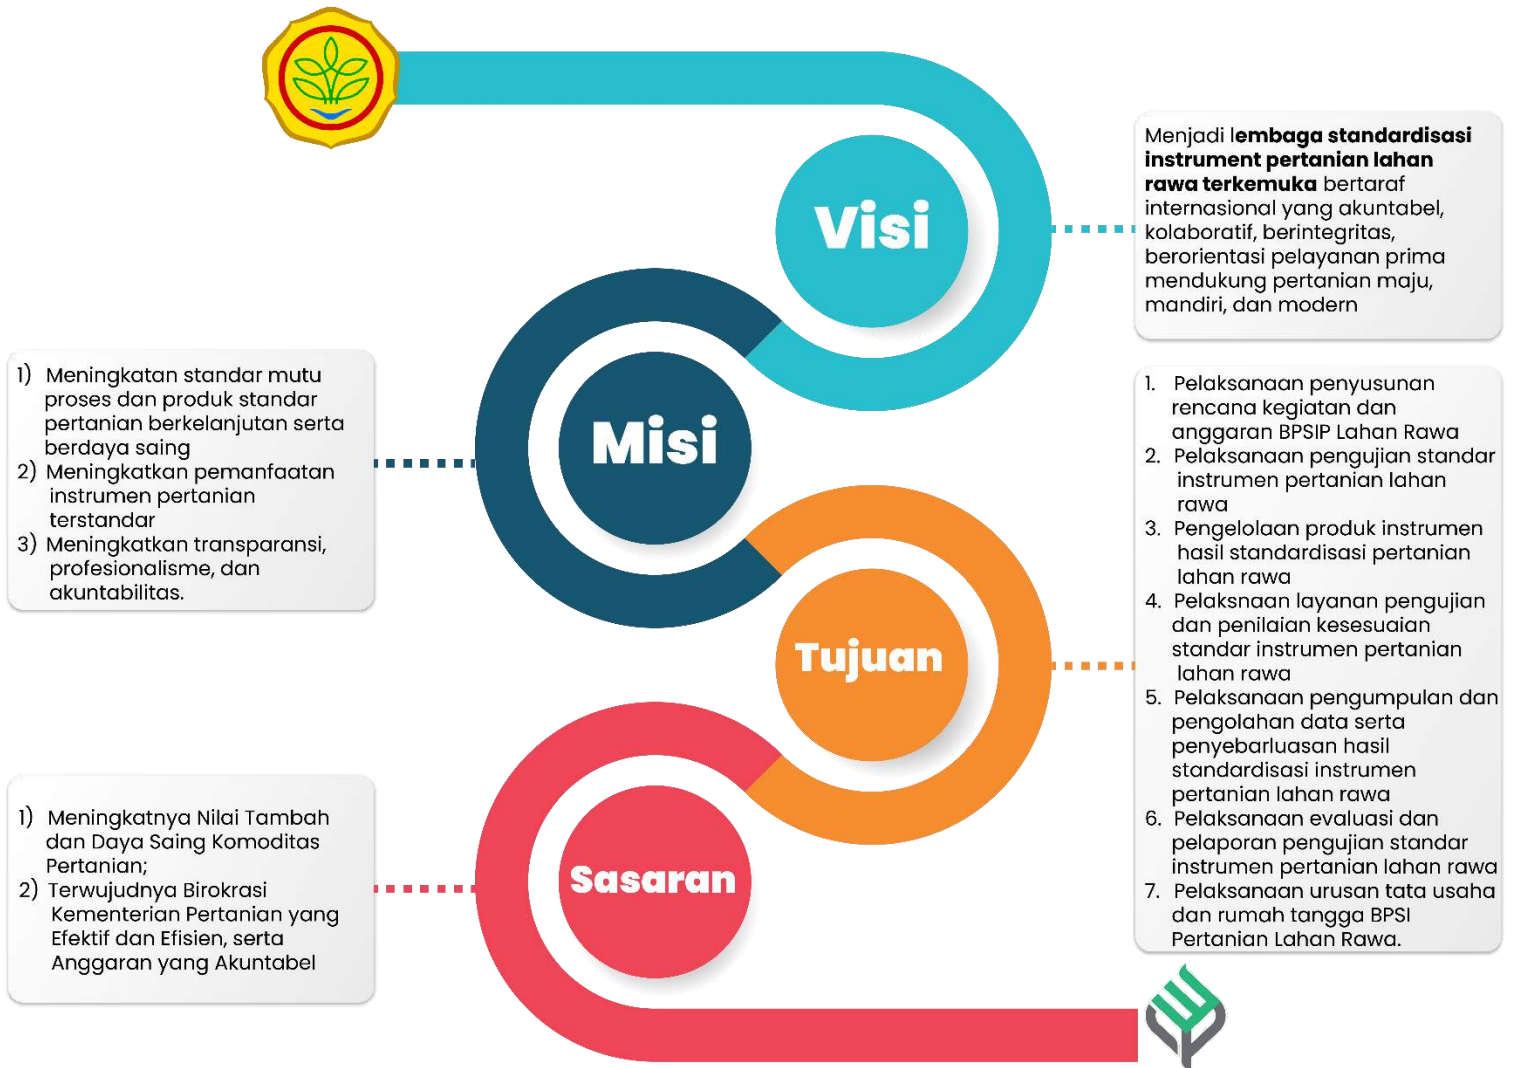 Visi
Menjadi lembaga standardisasi
instrument pertanian lahan
rawa terkemuka bertaraf
internasional yang akuntabel,
kolaboratif, berintegritas,
berorientasi pelayanan prima
mendukung pertanian maju,
mandiri, dan modern
Misi
1) Meningkatan standar mutu
proses dan produk standar
pertanian berkelanjutan serta
berdaya saing
2) Meningkatkan pemanfaatan
instrumen pertanian
terstandar
3) Meningkatkan transparansi,
profesionalisme, dan
akuntabilitas.
Tujuan
1. Pelaksanaan penyusunan
rencana kegiatan dan
anggaran BPSIP Lahan Rawa
2. Pelaksanaan pengujian standar
instrumen pertanian lahan
rawa
3. Pengelolaan produk instrumen
hasil standardisasi pertanian
lahan rawa
4. Pelaksnaan layanan pengujian
dan penilaian kesesuaian
standar instrumen pertanian
lahan rawa
5. Pelaksanaan pengumpulan dan
pengolahan data serta
penyebarluasan hasil
standardisasi instrumen
pertanian lahan rawa
6. Pelaksanaan evaluasi dan
pelaporan pengujian standar
instrumen pertanian lahan rawa
7. Pelaksanaan urusan tata usaha
dan rumah tangga BPSI
Pertanian Lahan Rawa.
Sasaran
1) Meningkatnya Nilai Tambah
dan Daya Saing Komoditas
Pertanian;
2) Terwujudnya Birokrasi
Kementerian Pertanian yang
Efektif dan Efisien, serta
Anggaran yang Akuntabel